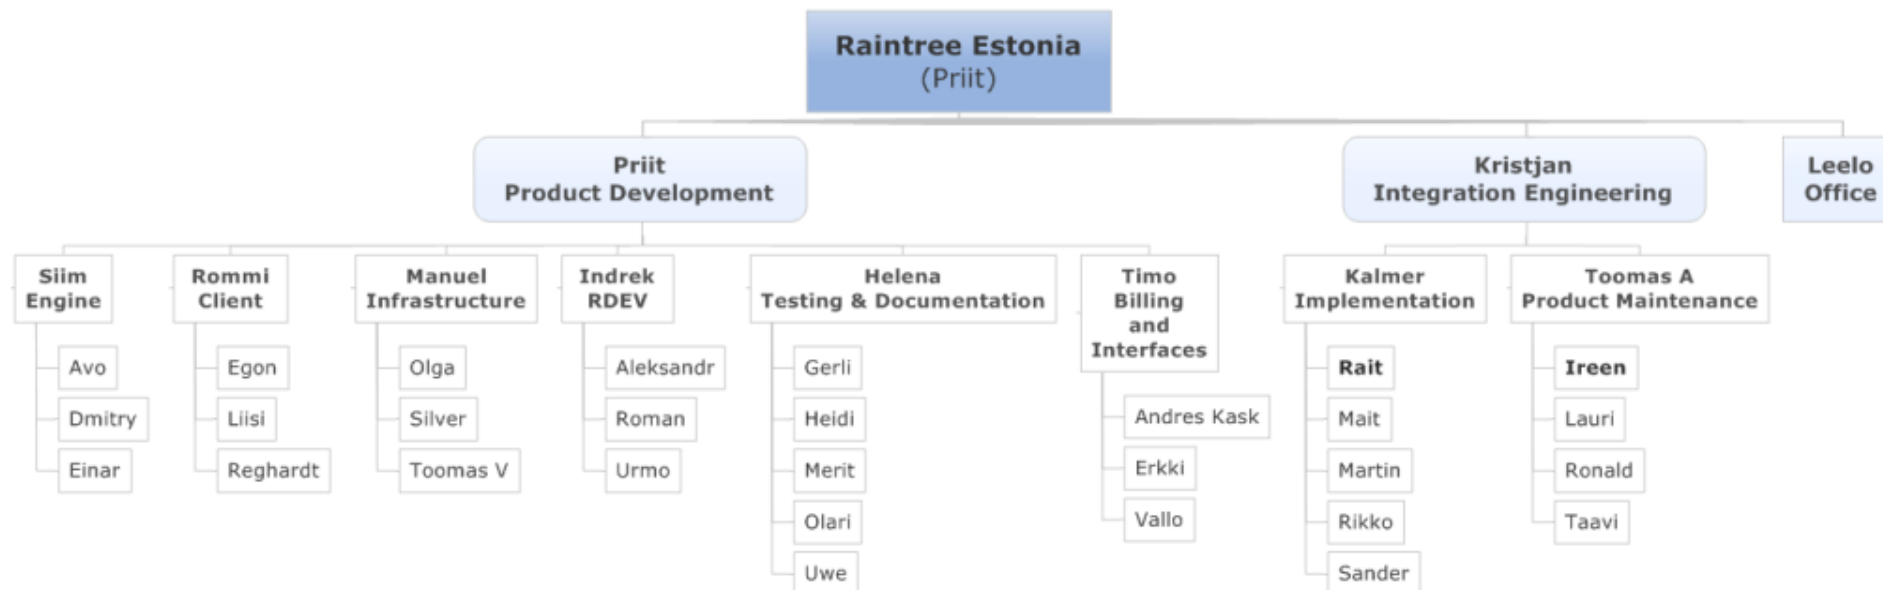 Raintree Estonia
(Priit)
Priit
Product Development
Kristjan
Integration Engineering
Leelo
Office
Siim
Engine
Avo
Dmitry
Einar
Rommi
Client
Egon
Liisi
Reghardt
Manuel
Infrastructure
Olga
Silver
Toomas V
Indrek
RDEV
Aleksandr
Roman
Urmo
Helena
Testing & Documentation
Gerli
Heidi
Merit
Olari
Uwe
Timo
Billing
and
Interfaces
Andres Kask
Erkki
Vallo
Kalmer
Implementation
Rait
Mait
Martin
Rikko
Sander
Toomas A
Product Maintenance
Ireen
Lauri
Ronald
Taavi